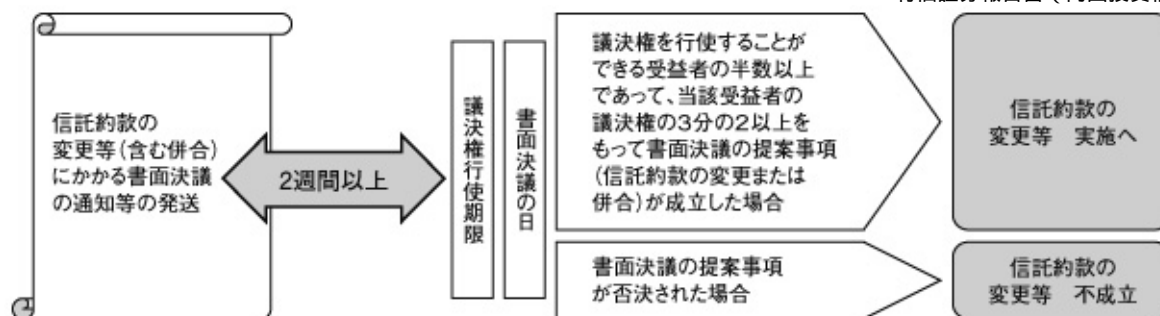 信託約款の
変更等(含む併合)
にかかる書面決議
の通知等の発送
2週間以上
議決権行使期限
書面決議の日
議決権を行使することが
できる受益者の半数以上
であって、当該受益者の
議決権の3分の2以上を
もって書面決議の提案事項
(信託約款の変更または
併合)が成立した場合
信託約款の
変更等 実施へ
書面決議の提案事項
が否決された場合
信託約款の
変更等 不成立